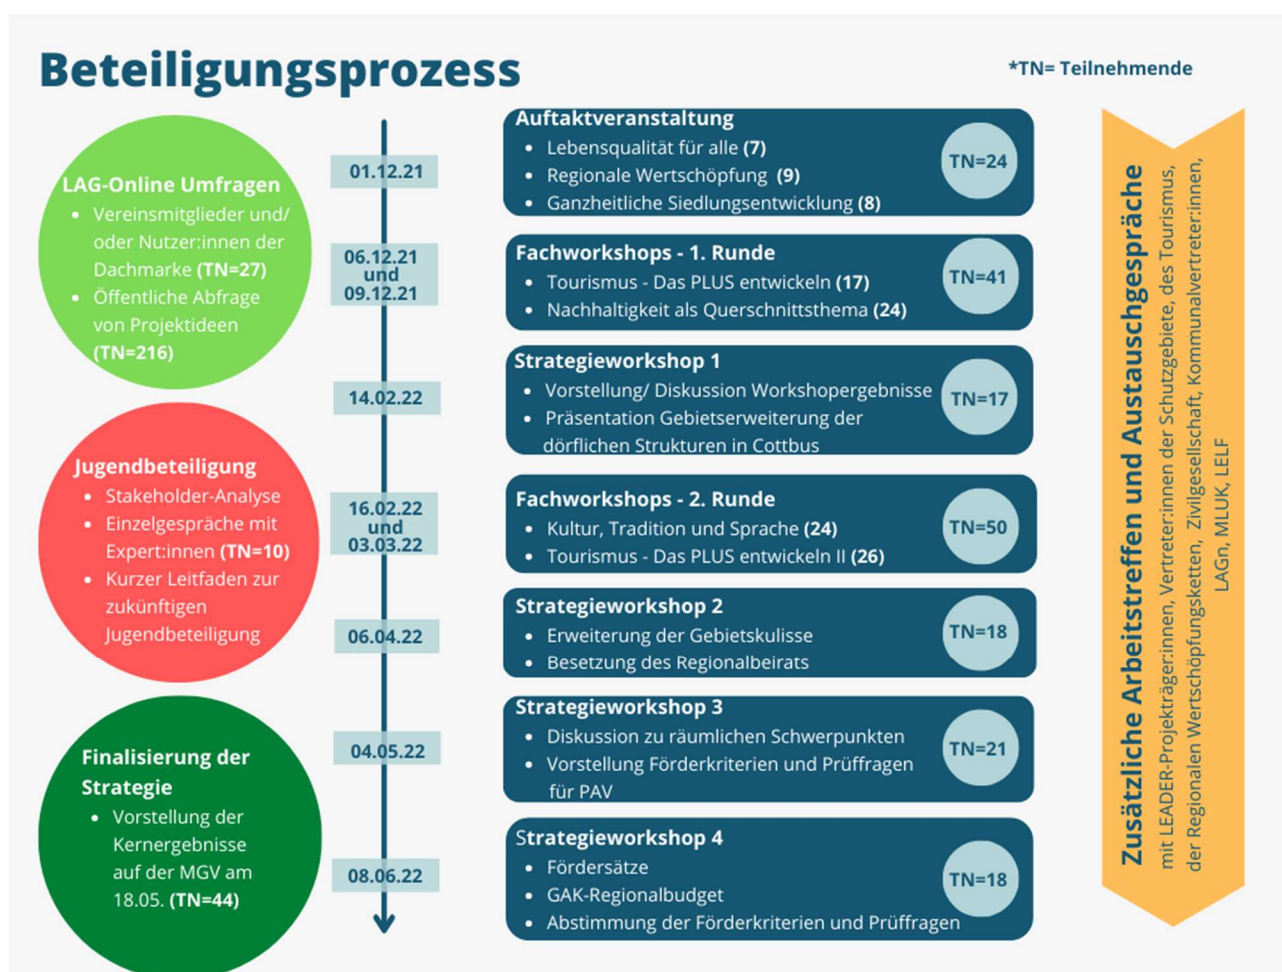 Beteiligungsprozess
*TN= Teilnehmende
LAG-Online Umfragen
• Vereinsmitglieder und/
oder Nutzer:innen der
Dachmarke (TN=27)
• Öffentliche Abfrage
von Projektideen
(TN=216)
Jugendbeteiligung
• Stakeholder-Analyse
• Einzelgespräche mit
Expert:innen (TN=10)
• Kurzer Leitfaden zur
zukünftigen
Jugendbeteiligung
Finalisierung der
Strategie
• Vorstellung der
Kernergebnisse
auf der MGV am
18.05. (TN=44)
01.12.21
Auftaktveranstaltung
• Lebensqualität für alle (7)
• Regionale Wertschöpfung (9)
• Ganzheitliche Siedlungsentwicklung (8)
TN=24
06.12.21
und
09.12.21
Fachworkshops - 1. Runde
• Tourismus - Das PLUS entwickeln (17)
• Nachhaltigkeit als Querschnittsthema (24)
TN=41
14.02.22
Strategieworkshop 1
• Vorstellung/ Diskussion Workshopergebnisse
• Präsentation Gebietserweiterung der
dörflichen Strukturen in Cottbus
TN=17
16.02.22
und
03.03.22
Fachworkshops - 2. Runde
• Kultur, Tradition und Sprache (24)
• Tourismus - Das PLUS entwickeln II (26)
TN=50
06.04.22
Strategieworkshop 2
• Erweiterung der Gebietskulisse
• Besetzung des Regionalbeirats
TN=18
04.05.22
Strategieworkshop 3
• Diskussion zu räumlichen Schwerpunkten
• Vorstellung Förderkriterien und Prüffragen
für PAV
TN=21
08.06.22
Strategieworkshop 4
• Fördersätze
• GAK-Regionalbudget
• Abstimmung der Förderkriterien und Prüffragen
TN=18
Zusätzliche Arbeitstreffen und Austauschgespräche
mit LEADER-Projekträger:innen, Vertreter:innen der Schutzgebiete, des Tourismus,
der Regionalen Wertschöpfungsketten, Zivilgesellschaft, Kommunalvertreter:innen,
LAGn, MLUK, LELF